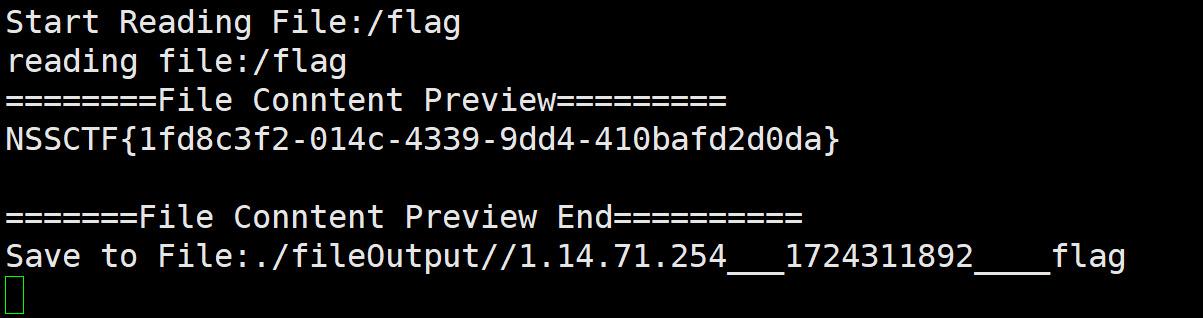 Start Reading File:/flag
reading file:/flag
========File Conntent Preview=========
NSSCTF{1fd8c3f2-014c-4339-9dd4-410bafd2d0da}
=======File Conntent Preview End==========
Save to File:./fileOutput//1.14.71.254___1724311892____flag